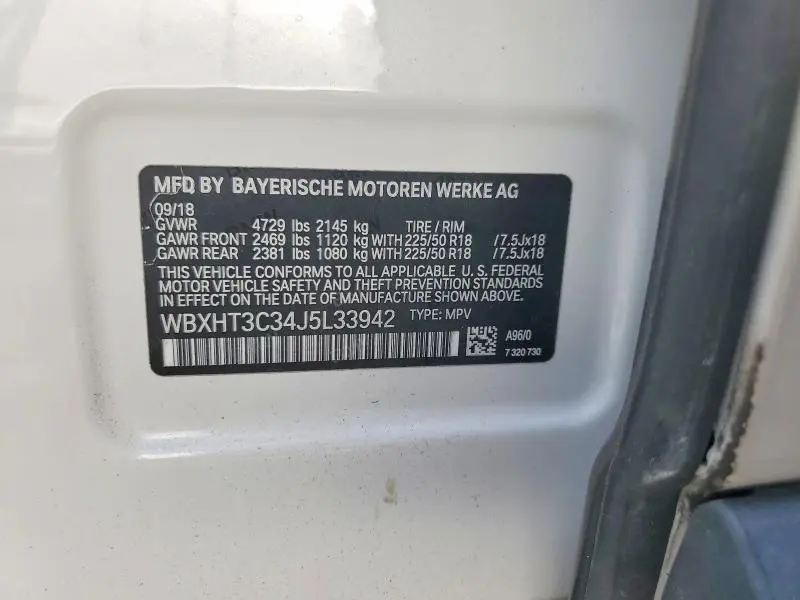 MFD BY BAYERISCHE MOTOREN WERKE AG
09/18
GVWR 4729 lbs 2145 kg TIRE / RIM
GAWR FRONT 2469 lbs 1120 kg WITH 225/50 R18 /7.5Jx18
GAWR REAR 2381 lbs 1080 kg WITH 225/50 R18 /7.5Jx18
THIS VEHICLE CONFORMS TO ALL APPLICABLE U. S. FEDERAL
MOTOR VEHICLE SAFETY AND THEFT PREVENTION STANDARDS
IN EFFECT ON THE DATE OF MANUFACTURE SHOWN ABOVE.
WBXHT3C34J5L33942 TYPE: MPV
A96/0
7 320 730